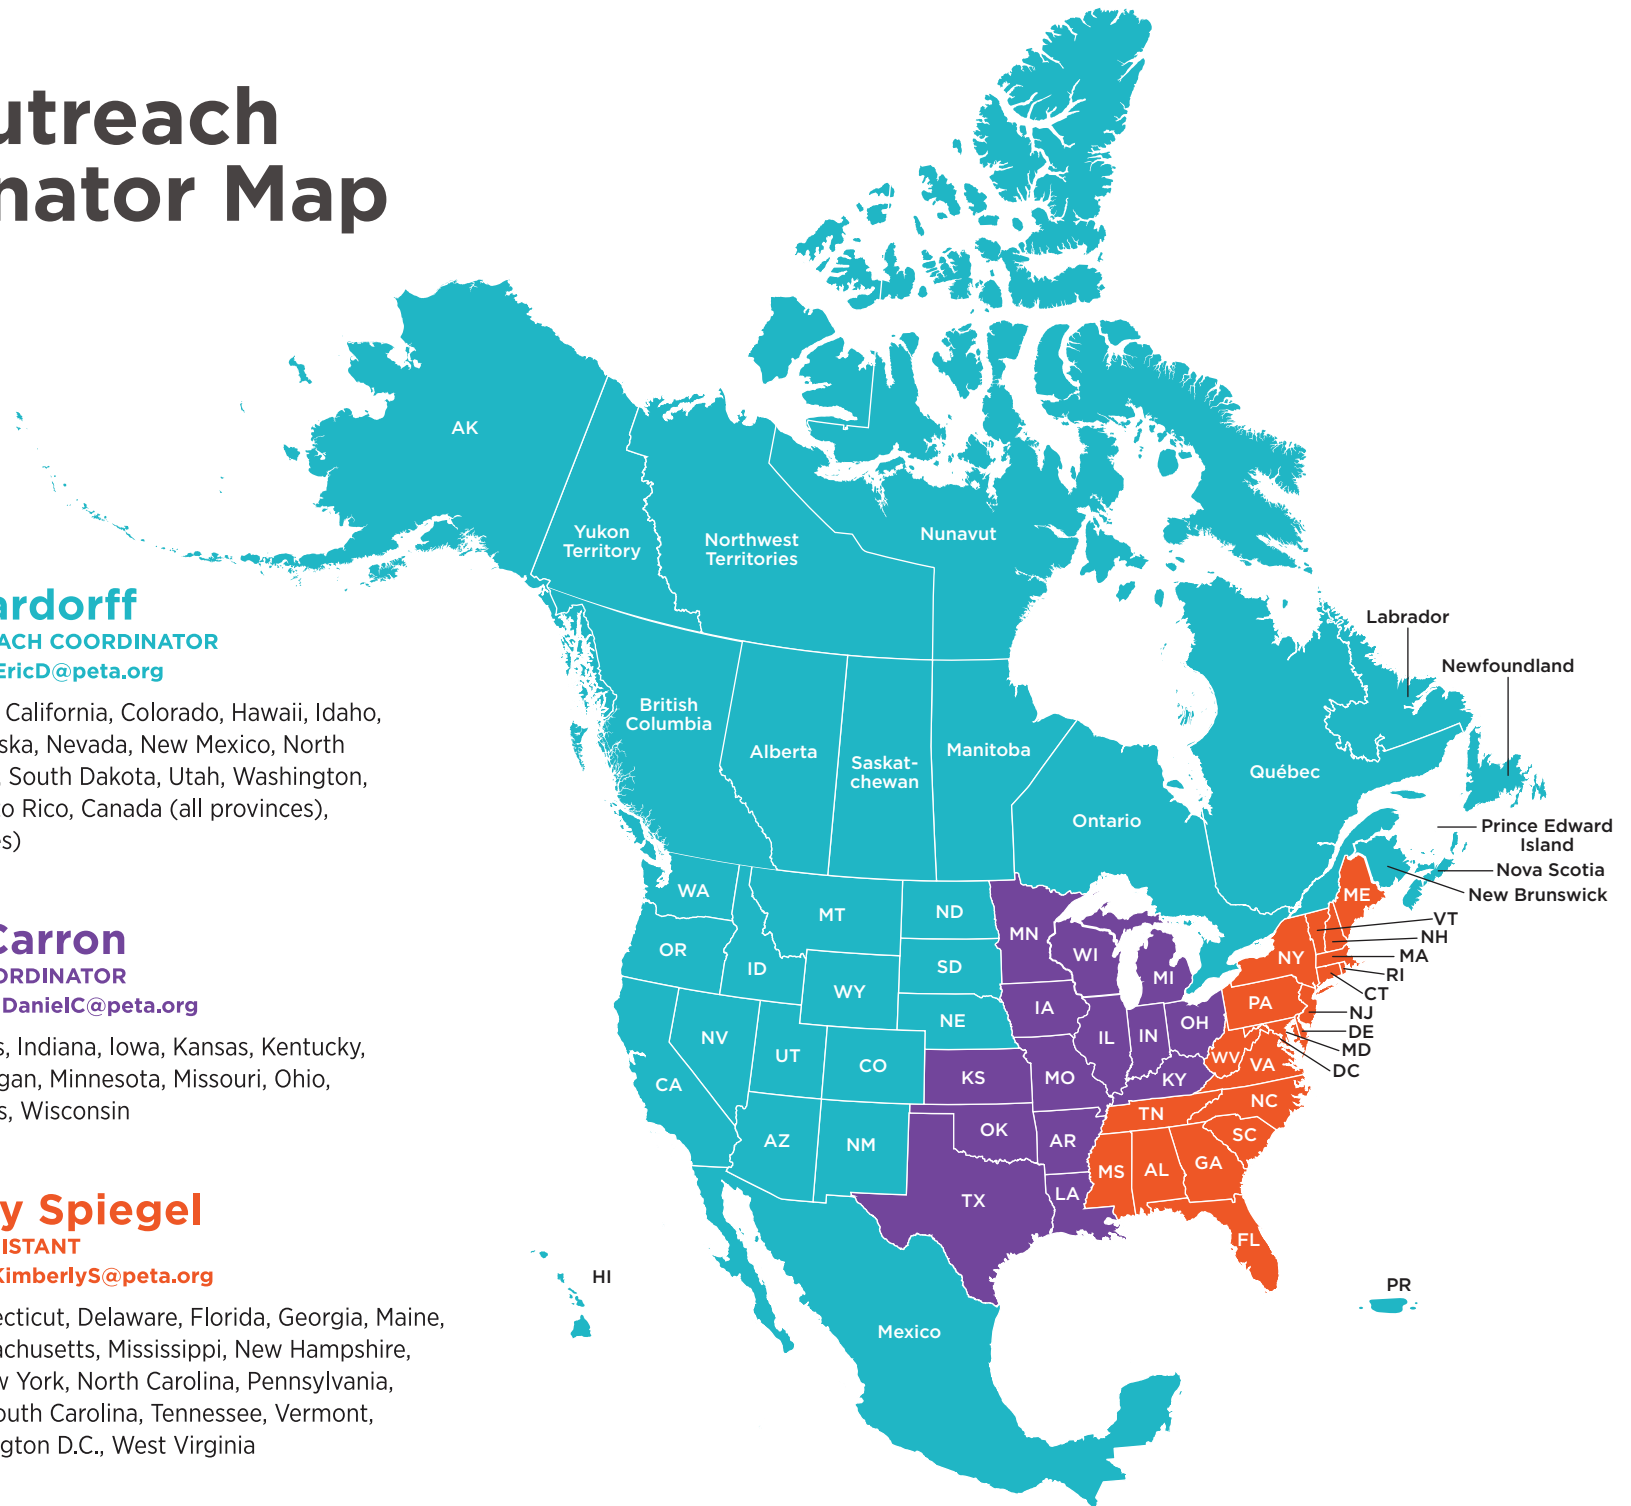 utreach
nator Map
ardorff
ACH COORDINATOR
EricD@peta.org
California, Colorado, Hawaii, Idaho,
ska, Nevada, New Mexico, North
, South Dakota, Utah, Washington,
o Rico, Canada (all provinces),
es)
Carron
ORDINATOR
DanielC@peta.org
s, Indiana, Iowa, Kansas, Kentucky,
gan, Minnesota, Missouri, Ohio,
s, Wisconsin
y Spiegel
ISTANT
KimberlyS@peta.org
ecticut, Delaware, Florida, Georgia, Maine,
achusetts, Mississippi, New Hampshire,
w York, North Carolina, Pennsylvania,
outh Carolina, Tennessee, Vermont,
gton D.C., West Virginia
AK
Yukon
Territory
Northwest
Territories
Nunavut
British
Columbia
Alberta
Saskat-
chewan
Manitoba
Ontario
Québec
Labrador
Newfoundland
Prince Edward
Island
Nova Scotia
New Brunswick
WA
OR
CA
ID
NV
MT
WY
UT
AZ
CO
NM
ND
SD
NE
KS
OK
TX
MN
IA
MO
AR
LA
WI
IL
MI
IN
OH
KY
TN
MS
AL
GA
FL
SC
NC
VA
WV
PA
NY
ME
VT
NH
MA
RI
CT
NJ
DE
MD
DC
HI
PR
Mexico